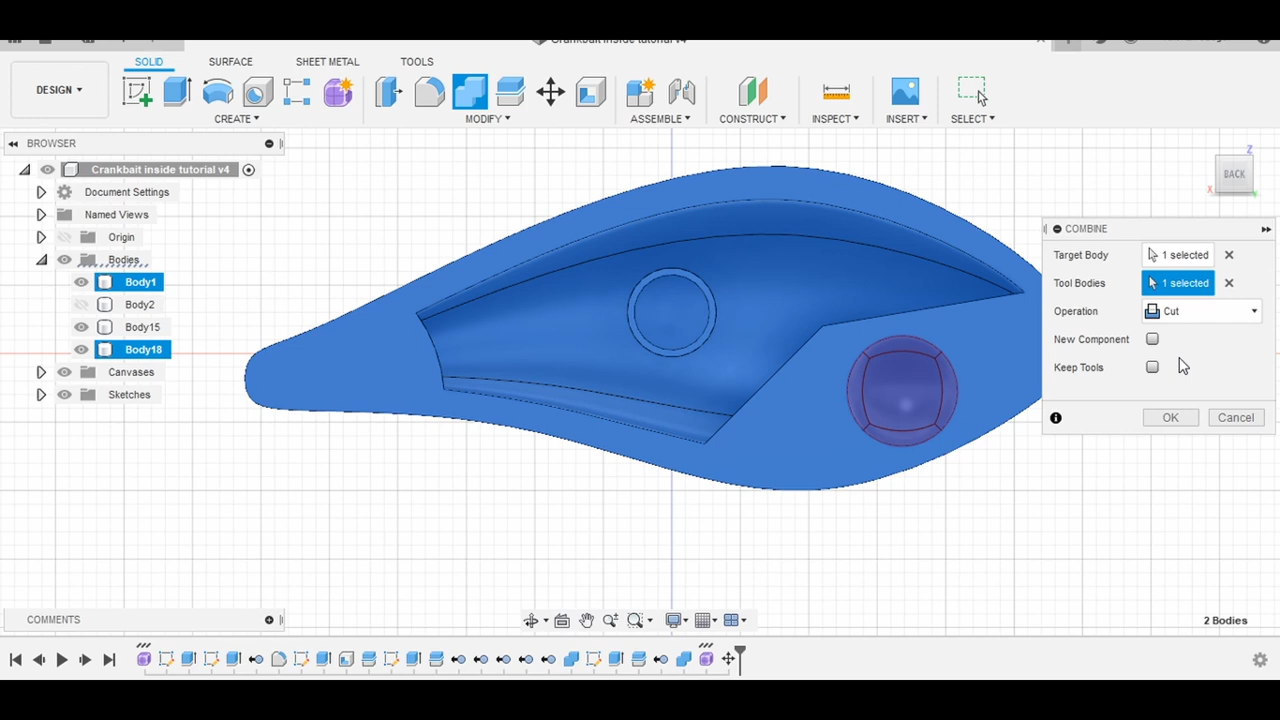 Crankbait inside tutorial v4
SOLID SURFACE SHEET METAL TOOLS
DESIGN
CREATE MODIFY ASSEMBLE CONSTRUCT INSPECT INSERT SELECT
BROWSER
Crankbait inside tutorial v4
Document Settings
Named Views
Origin
Bodies
Body1
Body2
Body15
Body18
Canvases
Sketches
Z
BACK
X
Y
COMBINE
Target Body 1 selected
Tool Bodies 1 selected
Operation Cut
New Component
Keep Tools
OK Cancel
COMMENTS
2 Bodies